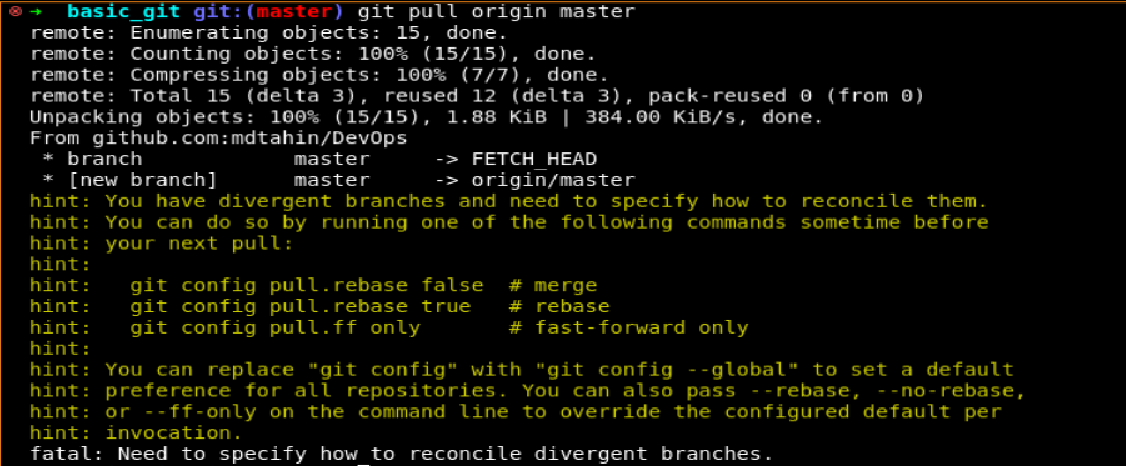 basic_git git:(master) git pull origin master
remote: Enumerating objects: 15, done.
remote: Counting objects: 100% (15/15), done.
remote: Compressing objects: 100% (7/7), done.
remote: Total 15 (delta 3), reused 12 (delta 3), pack-reused 0 (from 0)
Unpacking objects: 100% (15/15), 1.88 KiB | 384.00 KiB/s, done.
From github.com:mdtahin/DevOps
 * branch            master     -> FETCH_HEAD
 * [new branch]      master     -> origin/master
hint: You have divergent branches and need to specify how to reconcile them.
hint: You can do so by running one of the following commands sometime before
hint: your next pull:
hint:
hint:   git config pull.rebase false  # merge
hint:   git config pull.rebase true   # rebase
hint:   git config pull.ff only       # fast-forward only
hint:
hint: You can replace "git config" with "git config --global" to set a default
hint: preference for all repositories. You can also pass --rebase, --no-rebase,
hint: or --ff-only on the command line to override the configured default per
hint: invocation.
fatal: Need to specify how to reconcile divergent branches.